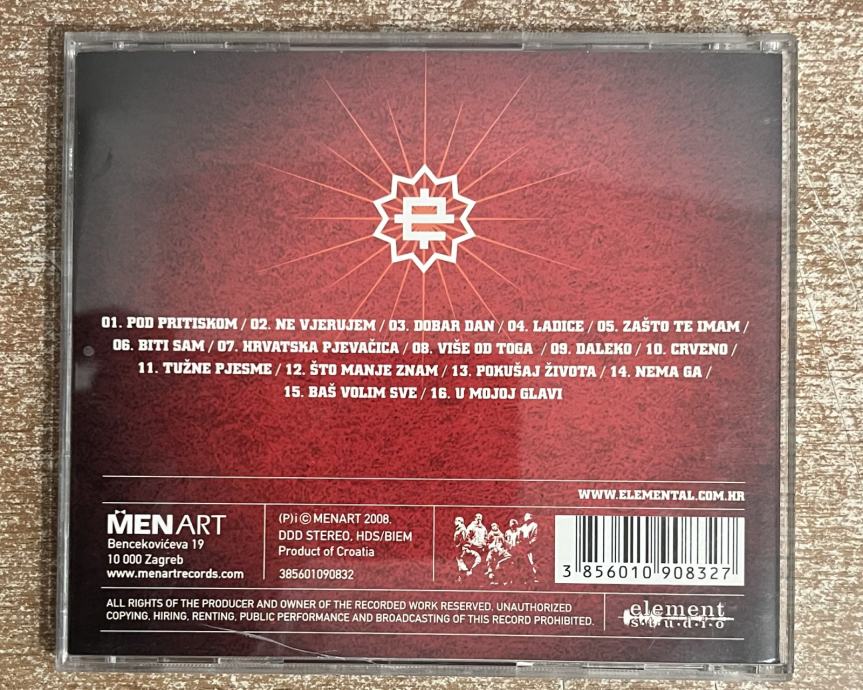 01. POD PRITISKOM / 02. NE VJERUJEM / 03. DOBAR DAN / 04. LADICE / 05. ZAŠTO TE IMAM /
06. BITI SAM / 07. HRVATSKA PJEVAČICA / 08. VIŠE OD TOGA / 09. DALEKO / 10. CRVENO /
11. TUŽNE PJESME / 12. ŠTO MANJE ZNAM / 13. POKUŠAJ ŽIVOTA / 14. NEMA GA /
15. BAŠ VOLIM SVE / 16. U MOJOJ GLAVI
WWW.ELEMENTAL.COM.HR
MENART
Bencekovićeva 19
10 000 Zagreb
www.menartrecords.com
(P)i © MENART 2008.
DDD STEREO, HDS/BIEM
Product of Croatia
385601090832
3 856010 908327
ALL RIGHTS OF THE PRODUCER AND OWNER OF THE RECORDED WORK RESERVED. UNAUTHORIZED
COPYING, HIRING, RENTING, PUBLIC PERFORMANCE AND BROADCASTING OF THIS RECORD PROHIBITED.
element
s·t·u·d·i·o